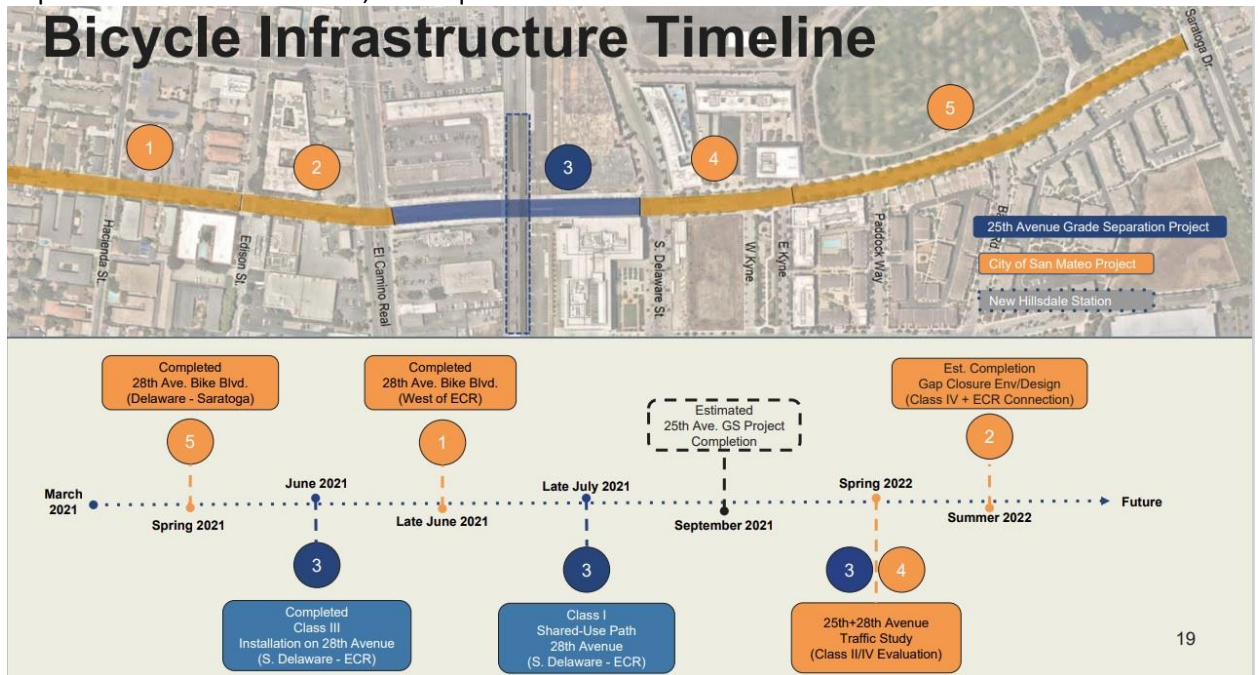 Bicycle Infrastructure Timeline
Saratoga Dr.
1
2
3
4
5
Hacienda St.
Edison St.
El Camino Real
S. Delaware St.
W Kyne
E Kyne
Paddock Way
25th Avenue Grade Separation Project
City of San Mateo Project
New Hillsdale Station
Completed
28th Ave. Bike Blvd.
(Delaware - Saratoga)
5
Completed
28th Ave. Bike Blvd.
(West of ECR)
1
Estimated
25th Ave. GS Project
Completion
Est. Completion
Gap Closure Env/Design
(Class IV + ECR Connection)
2
March
2021
Spring 2021
June 2021
Late June 2021
Late July 2021
September 2021
Spring 2022
Summer 2022
Future
3
Completed
Class III
Installation on 28th Avenue
(S. Delaware - ECR)
3
Class I
Shared-Use Path
28th Avenue
(S. Delaware - ECR)
3
4
25th+28th Avenue
Traffic Study
(Class II/IV Evaluation)
19